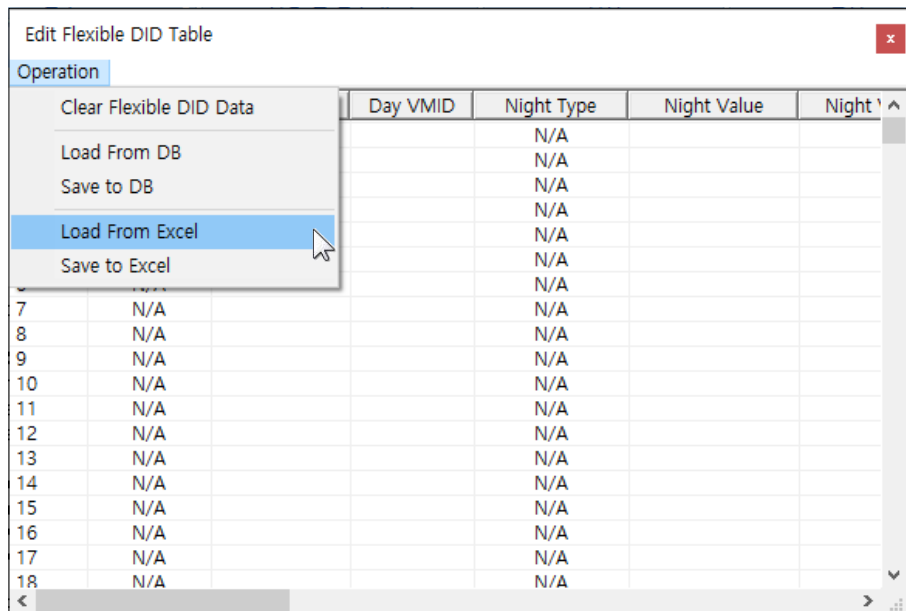 Edit Flexible DID Table
x
Operation
Clear Flexible DID Data
Load From DB
Save to DB
Load From Excel
Save to Excel
Day VMID Night Type Night Value Night
N/A
N/A
N/A
N/A
N/A
N/A
N/A N/A
7 N/A N/A
8 N/A N/A
9 N/A N/A
10 N/A N/A
11 N/A N/A
12 N/A N/A
13 N/A N/A
14 N/A N/A
15 N/A N/A
16 N/A N/A
17 N/A N/A
18 N/A N/A